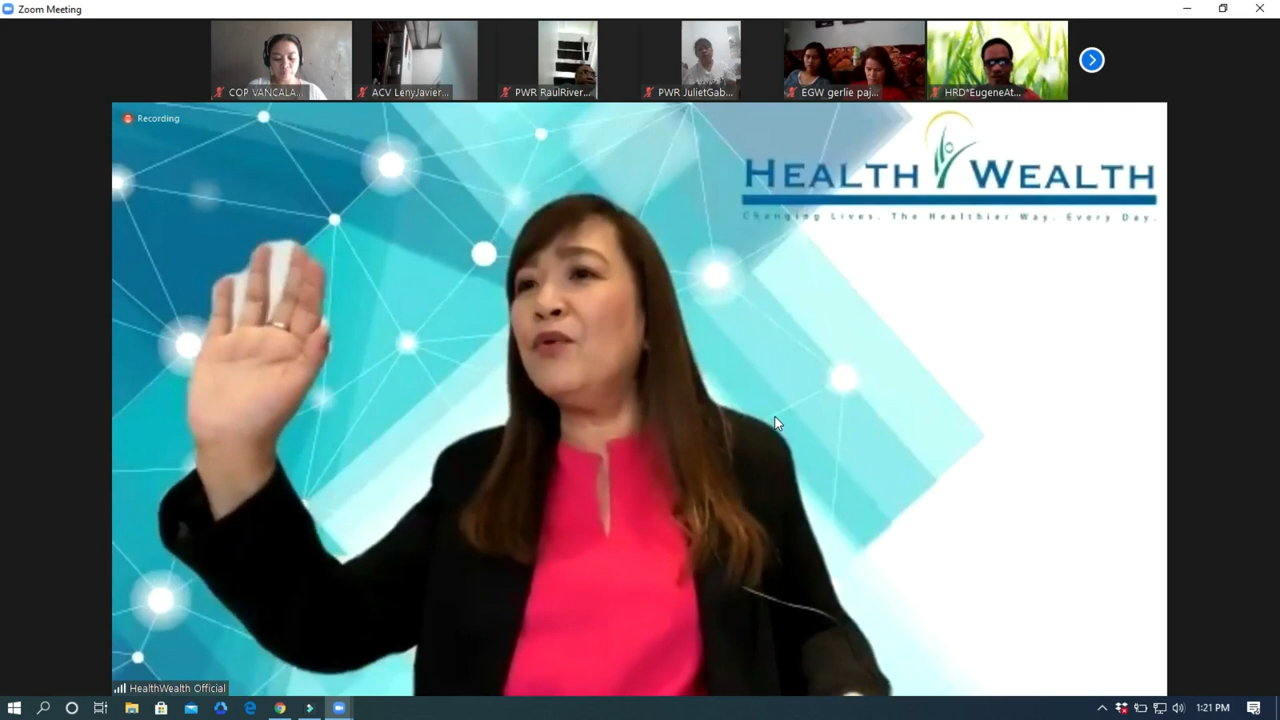 Zoom Meeting
COP VANCALA...
ACV LenyJavier...
PWR RaulRiver...
PWR JulietGab...
EGW gerlie paj...
HRD*EugeneAt...
Recording
HEALTH WEALTH
Changing Lives. The Healthier Way. Every Day.
HealthWealth Official
1:21 PM